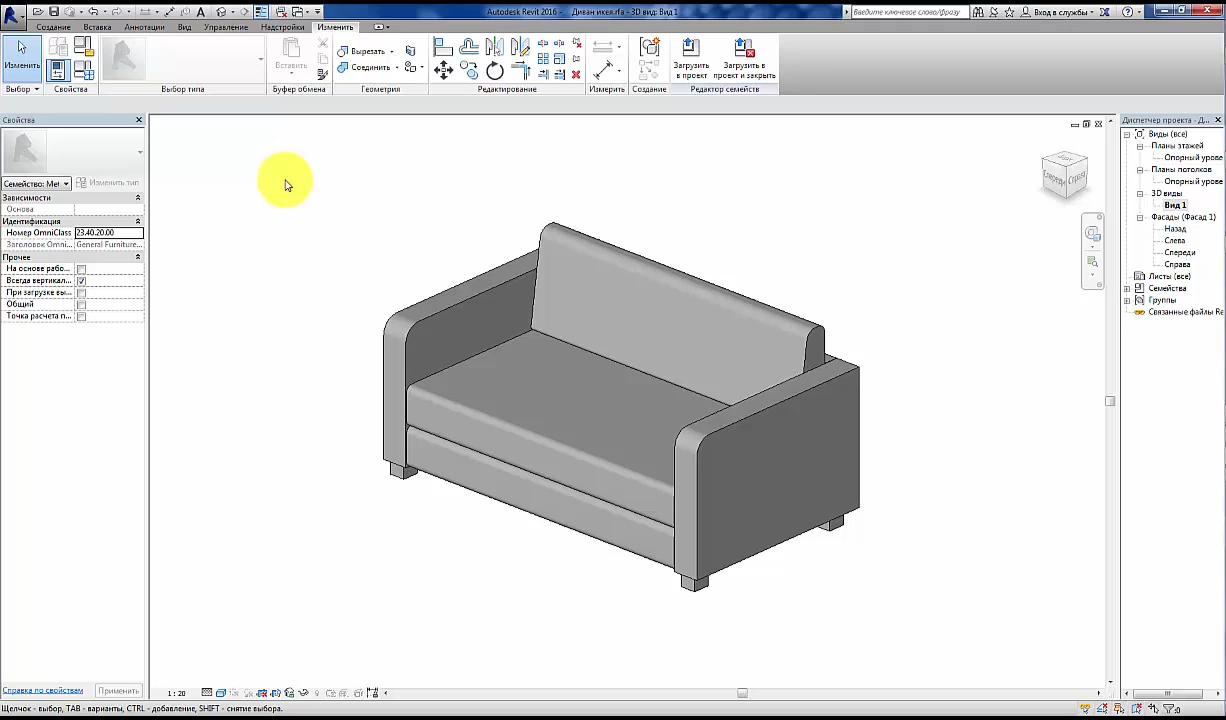 Autodesk Revit 2016 - Диван икея.rfa - 3D вид: Вид 1
Введите ключевое слово/фразу
Вход в службы
Создание Вставка Аннотации Вид Управление Надстройки Изменить
Изменить
Вставить
Вырезать
Соединить
Загрузить в проект
Загрузить в проект и закрыть
Выбор Свойства Выбор типа Буфер обмена Геометрия Редактирование Измерить Создание Редактор семейств
Свойства
Семейство: Met
Изменить тип
Зависимости
Основа
Идентификация
Номер OmniClass 23.40.20.00
Заголовок Omni... General Furniture...
Прочее
На основе рабо...
Всегда вертикал...
При загрузке вы...
Общий
Точка расчета п...
Справка по свойствам
Применить
Спереди Справа
Диспетчер проекта - Д...
Виды (все)
Планы этажей
Опорный урове
Планы потолков
Опорный урове
3D виды
Вид 1
Фасады (Фасад 1)
Назад
Слева
Спереди
Справа
Листы (все)
Семейства
Группы
Связанные файлы Re
1 : 20
Щелчок - выбор, TAB - варианты, CTRL - добавление, SHIFT - снятие выбора.
:0